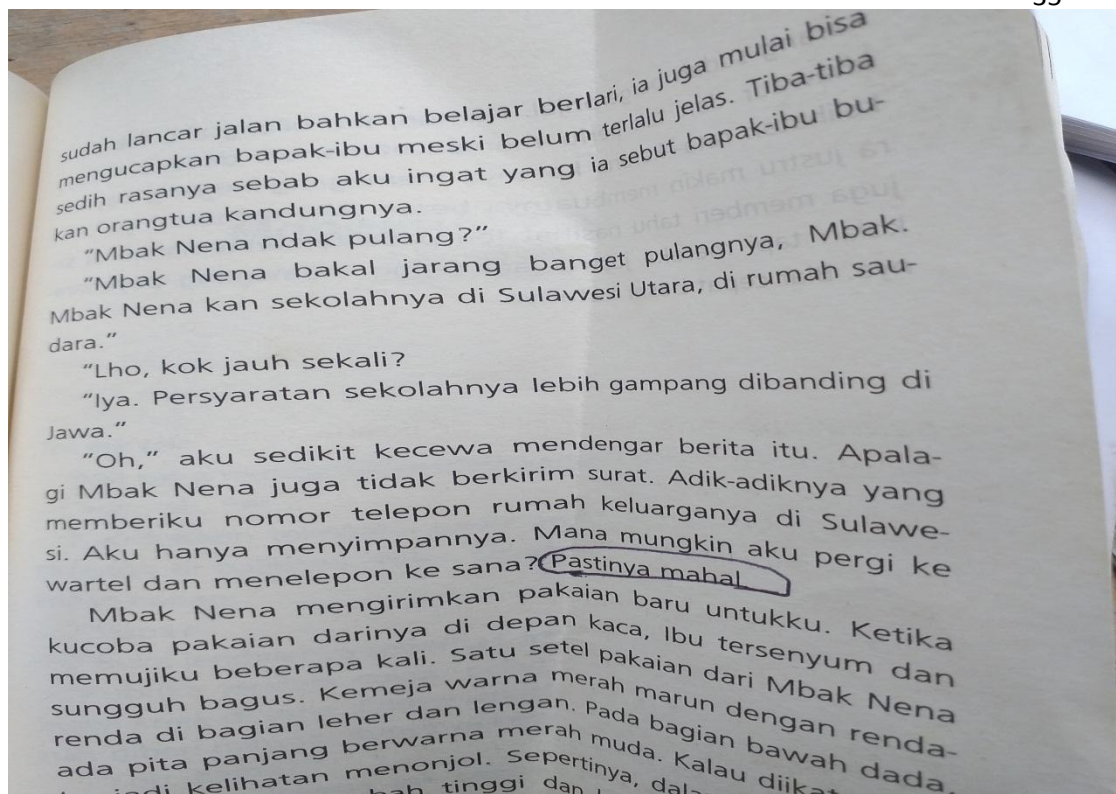 sudah lancar jalan bahkan belajar berlari, ia juga mulai bisa
mengucapkan bapak-ibu meski belum terlalu jelas. Tiba-tiba
sedih rasanya sebab aku ingat yang ia sebut bapak-ibu bu-
kan orangtua kandungnya.
“Mbak Nena ndak pulang?”
“Mbak Nena bakal jarang banget pulangnya, Mbak.
Mbak Nena kan sekolahnya di Sulawesi Utara, di rumah sau-
dara.”
“Lho, kok jauh sekali?
“Iya. Persyaratan sekolahnya lebih gampang dibanding di
Jawa.”
“Oh,” aku sedikit kecewa mendengar berita itu. Apala-
gi Mbak Nena juga tidak berkirim surat. Adik-adiknya yang
memberiku nomor telepon rumah keluarganya di Sulawe-
si. Aku hanya menyimpannya. Mana mungkin aku pergi ke
wartel dan menelepon ke sana? Pastinya mahal
Mbak Nena mengirimkan pakaian baru untukku. Ketika
kucoba pakaian darinya di depan kaca, Ibu tersenyum dan
memujiku beberapa kali. Satu setel pakaian dari Mbak Nena
sungguh bagus. Kemeja warna merah marun dengan renda-
renda di bagian leher dan lengan. Pada bagian bawah dada,
ada pita panjang berwarna merah muda. Kalau diikat
kelihatan menonjol. Sepertinya,
tinggi dan